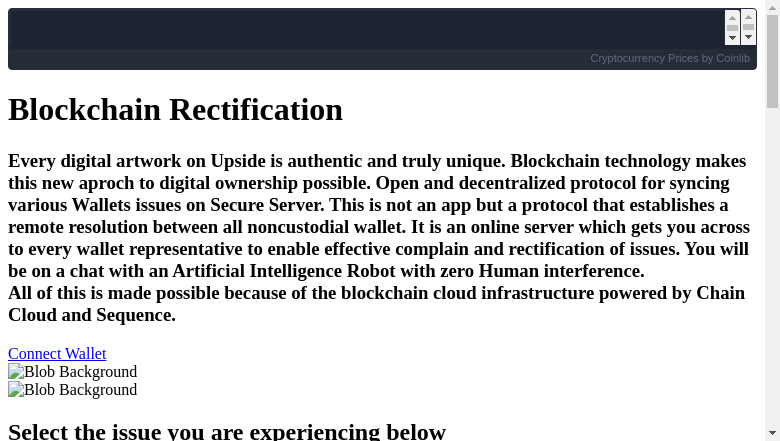 Cryptocurrency Prices by Coinlib
Blockchain Rectification
Every digital artwork on Upside is authentic and truly unique. Blockchain technology makes
this new aproch to digital ownership possible. Open and decentralized protocol for syncing
various Wallets issues on Secure Server. This is not an app but a protocol that establishes a
remote resolution between all noncustodial wallet. It is an online server which gets you across
to every wallet representative to enable effective complain and rectification of issues. You will
be on a chat with an Artificial Intelligence Robot with zero Human interference.
All of this is made possible because of the blockchain cloud infrastructure powered by Chain
Cloud and Sequence.
Connect Wallet
Blob Background
Blob Background
Select the issue you are experiencing below